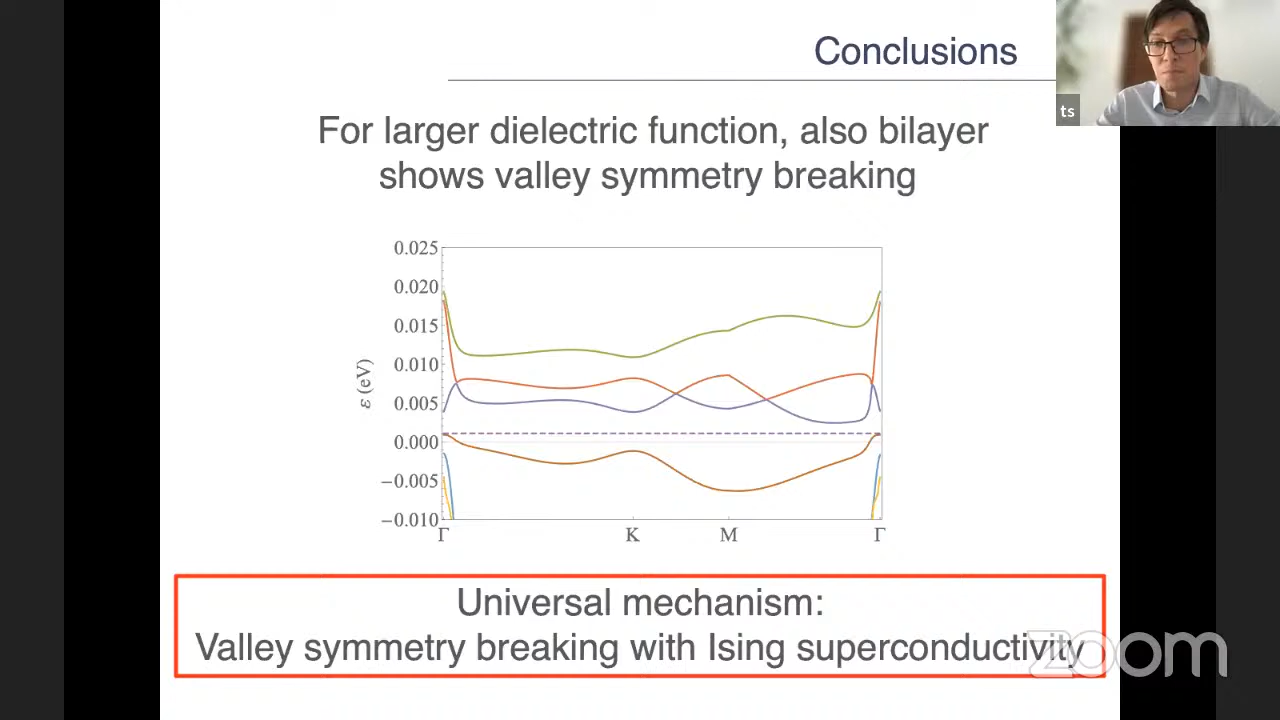 Conclusions
ts
For larger dielectric function, also bilayer
shows valley symmetry breaking
0.025
0.020
0.015
0.010
0.005
0.000
−0.005
−0.010
ε (eV)
Γ K M Γ
Universal mechanism:
Valley symmetry breaking with Ising superconductivity
zoom